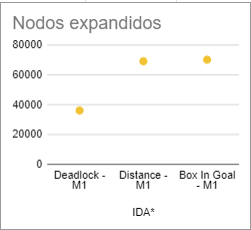 Nodos expandidos
80000
60000
40000
20000
0
Deadlock - Distance - Box In Goal
M1 M1 - M1
IDA*